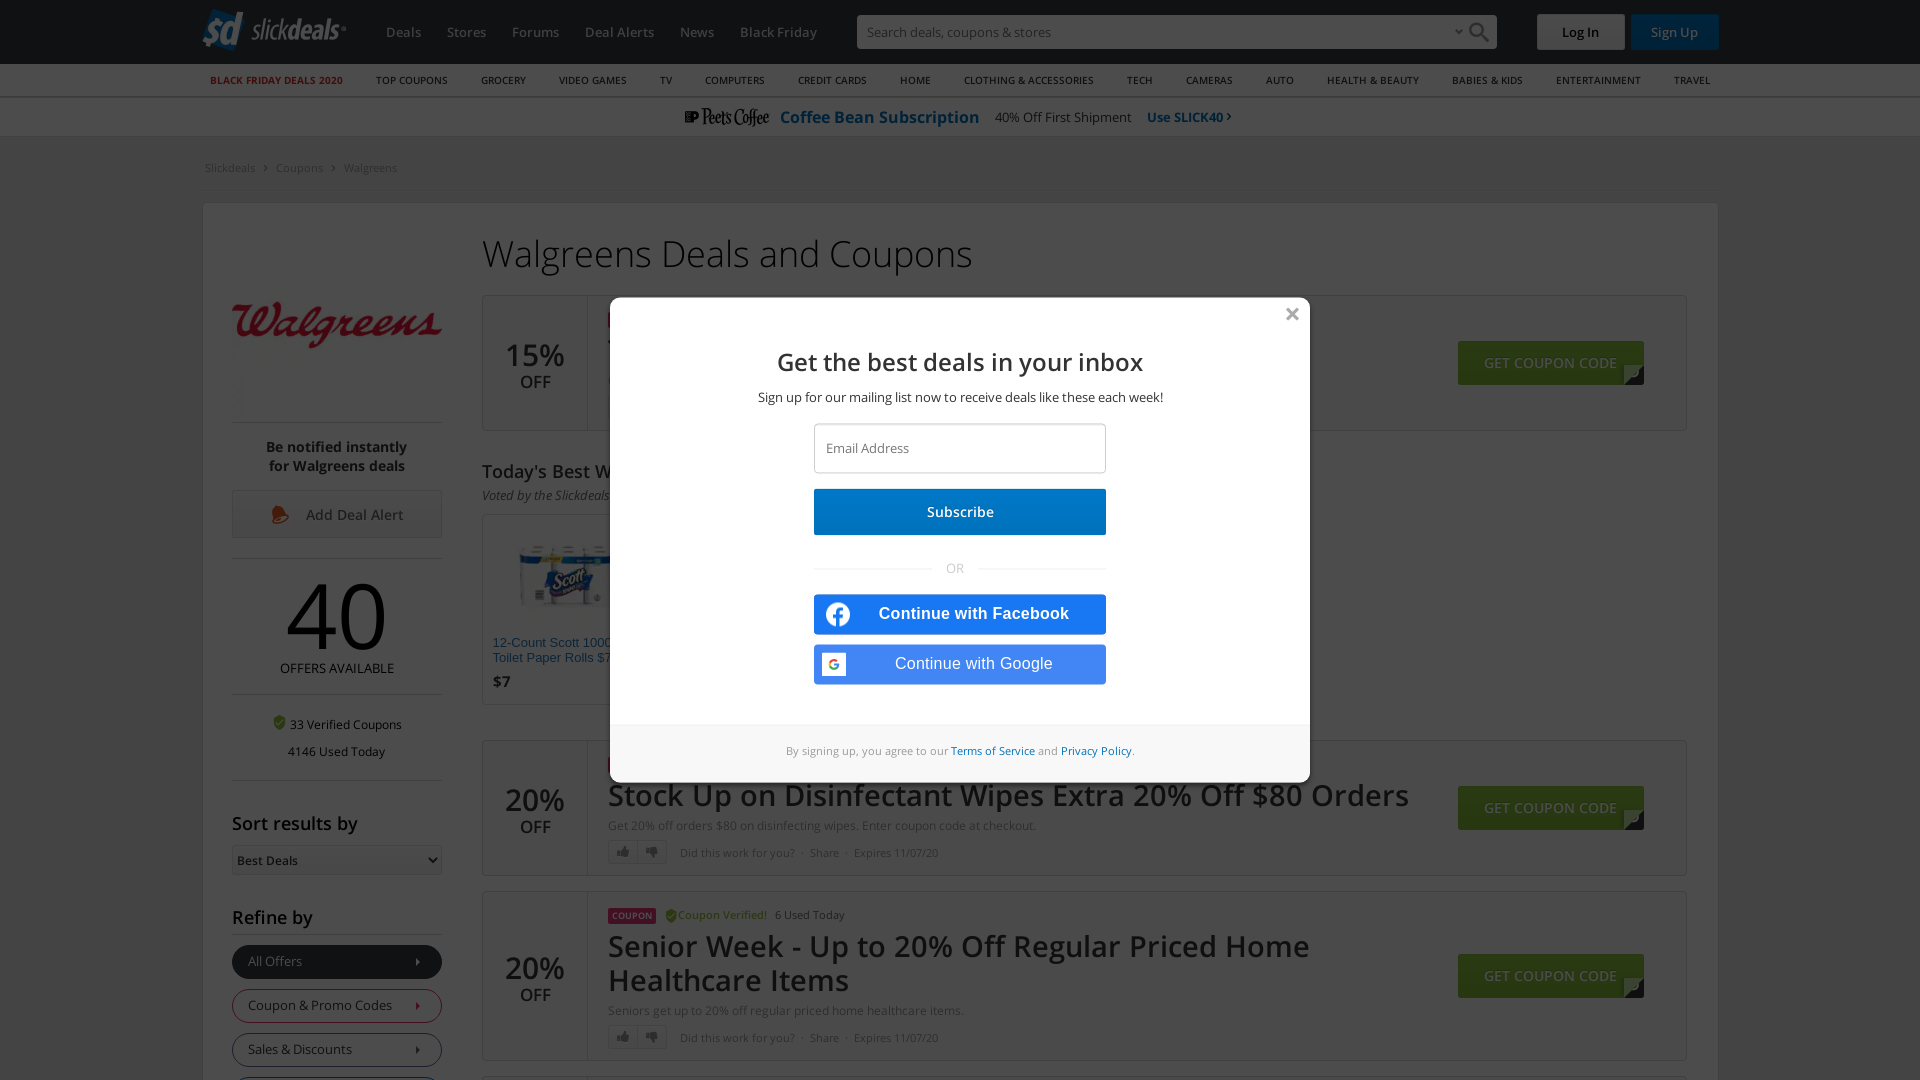 sd slickdeals
Deals
Stores
Forums
Deal Alerts
News
Black Friday
Search deals, coupons & stores
Log In
Sign Up
BLACK FRIDAY DEALS 2020
TOP COUPONS
GROCERY
VIDEO GAMES
TV
COMPUTERS
CREDIT CARDS
HOME
CLOTHING & ACCESSORIES
TECH
CAMERAS
AUTO
HEALTH & BEAUTY
BABIES & KIDS
ENTERTAINMENT
TRAVEL
Peet's Coffee
Coffee Bean Subscription
40% Off First Shipment
Use SLICK40
Slickdeals
Coupons
Walgreens
Walgreens
Be notified instantly
for Walgreens deals
Add Deal Alert
40
OFFERS AVAILABLE
33 Verified Coupons
4146 Used Today
Sort results by
Best Deals
Refine by
All Offers
Coupon & Promo Codes
Sales & Discounts
Walgreens Deals and Coupons
15%
OFF
GET COUPON CODE
Today's Best W
Voted by the Slickdeals
Scott
12-Count Scott 1000
Toilet Paper Rolls $7
$7
Get the best deals in your inbox
Sign up for our mailing list now to receive deals like these each week!
Email Address
Subscribe
OR
Continue with Facebook
Continue with Google
By signing up, you agree to our Terms of Service and Privacy Policy.
20%
OFF
Stock Up on Disinfectant Wipes Extra 20% Off $80 Orders
Get 20% off orders $80 on disinfecting wipes. Enter coupon code at checkout.
Did this work for you? · Share · Expires 11/07/20
GET COUPON CODE
20%
OFF
COUPON
Coupon Verified!
6 Used Today
Senior Week - Up to 20% Off Regular Priced Home
Healthcare Items
Seniors get up to 20% off regular priced home healthcare items.
Did this work for you? · Share · Expires 11/07/20
GET COUPON CODE